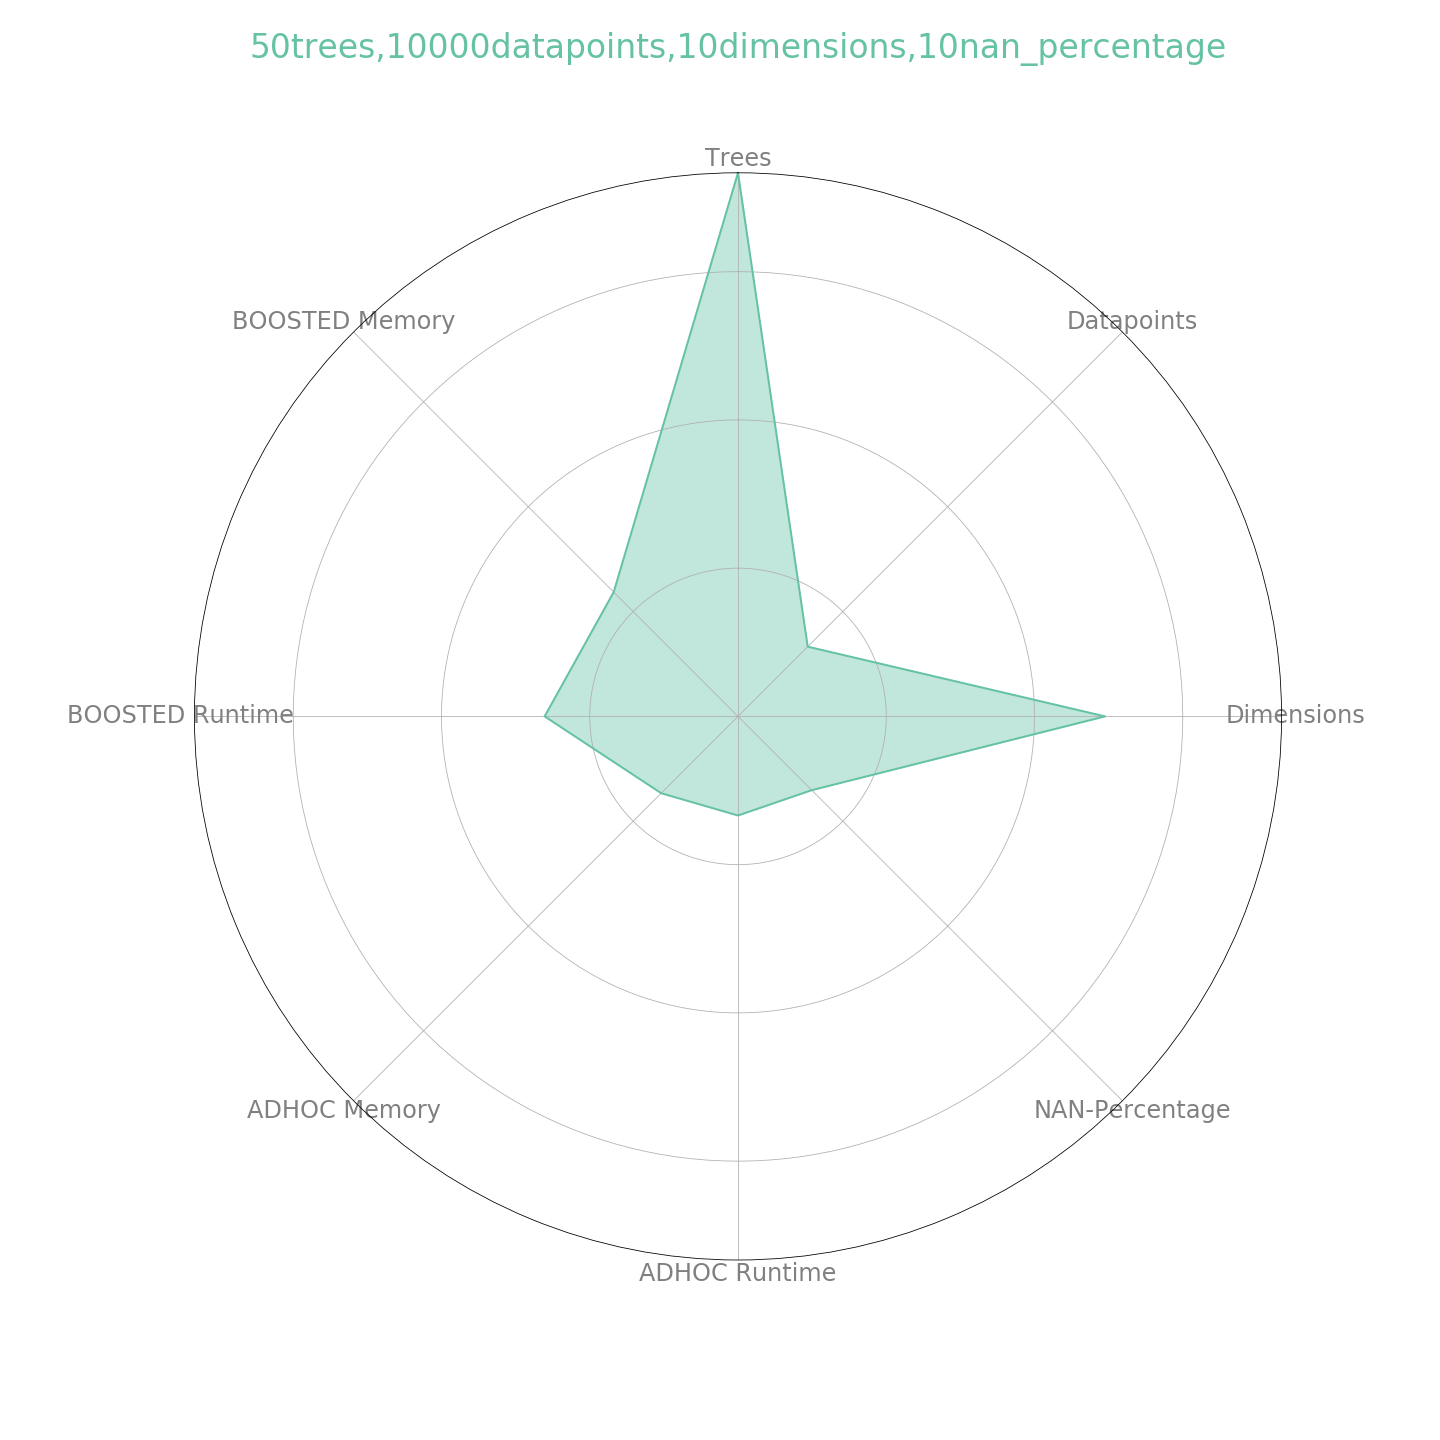 50trees,10000datapoints,10dimensions,10nan_percentage
Trees
BOOSTED Memory
Datapoints
BOOSTED Runtime
Dimensions
ADHOC Memory
NAN-Percentage
ADHOC Runtime